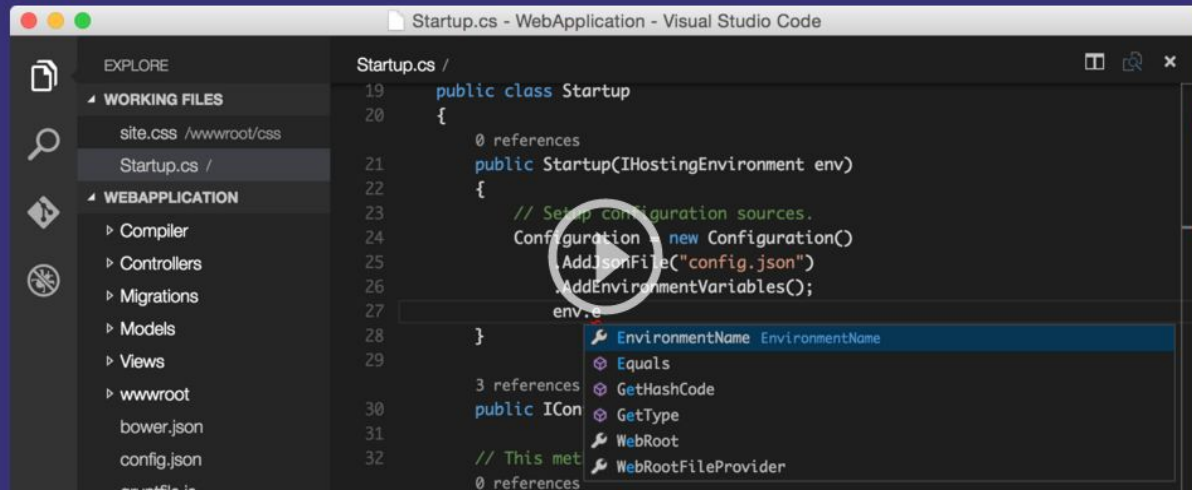 Startup.cs - WebApplication - Visual Studio Code
EXPLORE
WORKING FILES
site.css /wwwroot/css
Startup.cs /
WEBAPPLICATION
Compiler
Controllers
Migrations
Models
Views
wwwroot
bower.json
config.json
Startup.cs /
19 public class Startup
20 {
0 references
21 public Startup(IHostingEnvironment env)
22 {
23 // Setup configuration sources.
24 Configuration = new Configuration()
25 .AddJsonFile("config.json")
26 .AddEnvironmentVariables();
27 env.e
28 }
29
3 references
30 public ICon
31
32 // This met
0 references
EnvironmentName EnvironmentName
Equals
GetHashCode
GetType
WebRoot
WebRootFileProvider